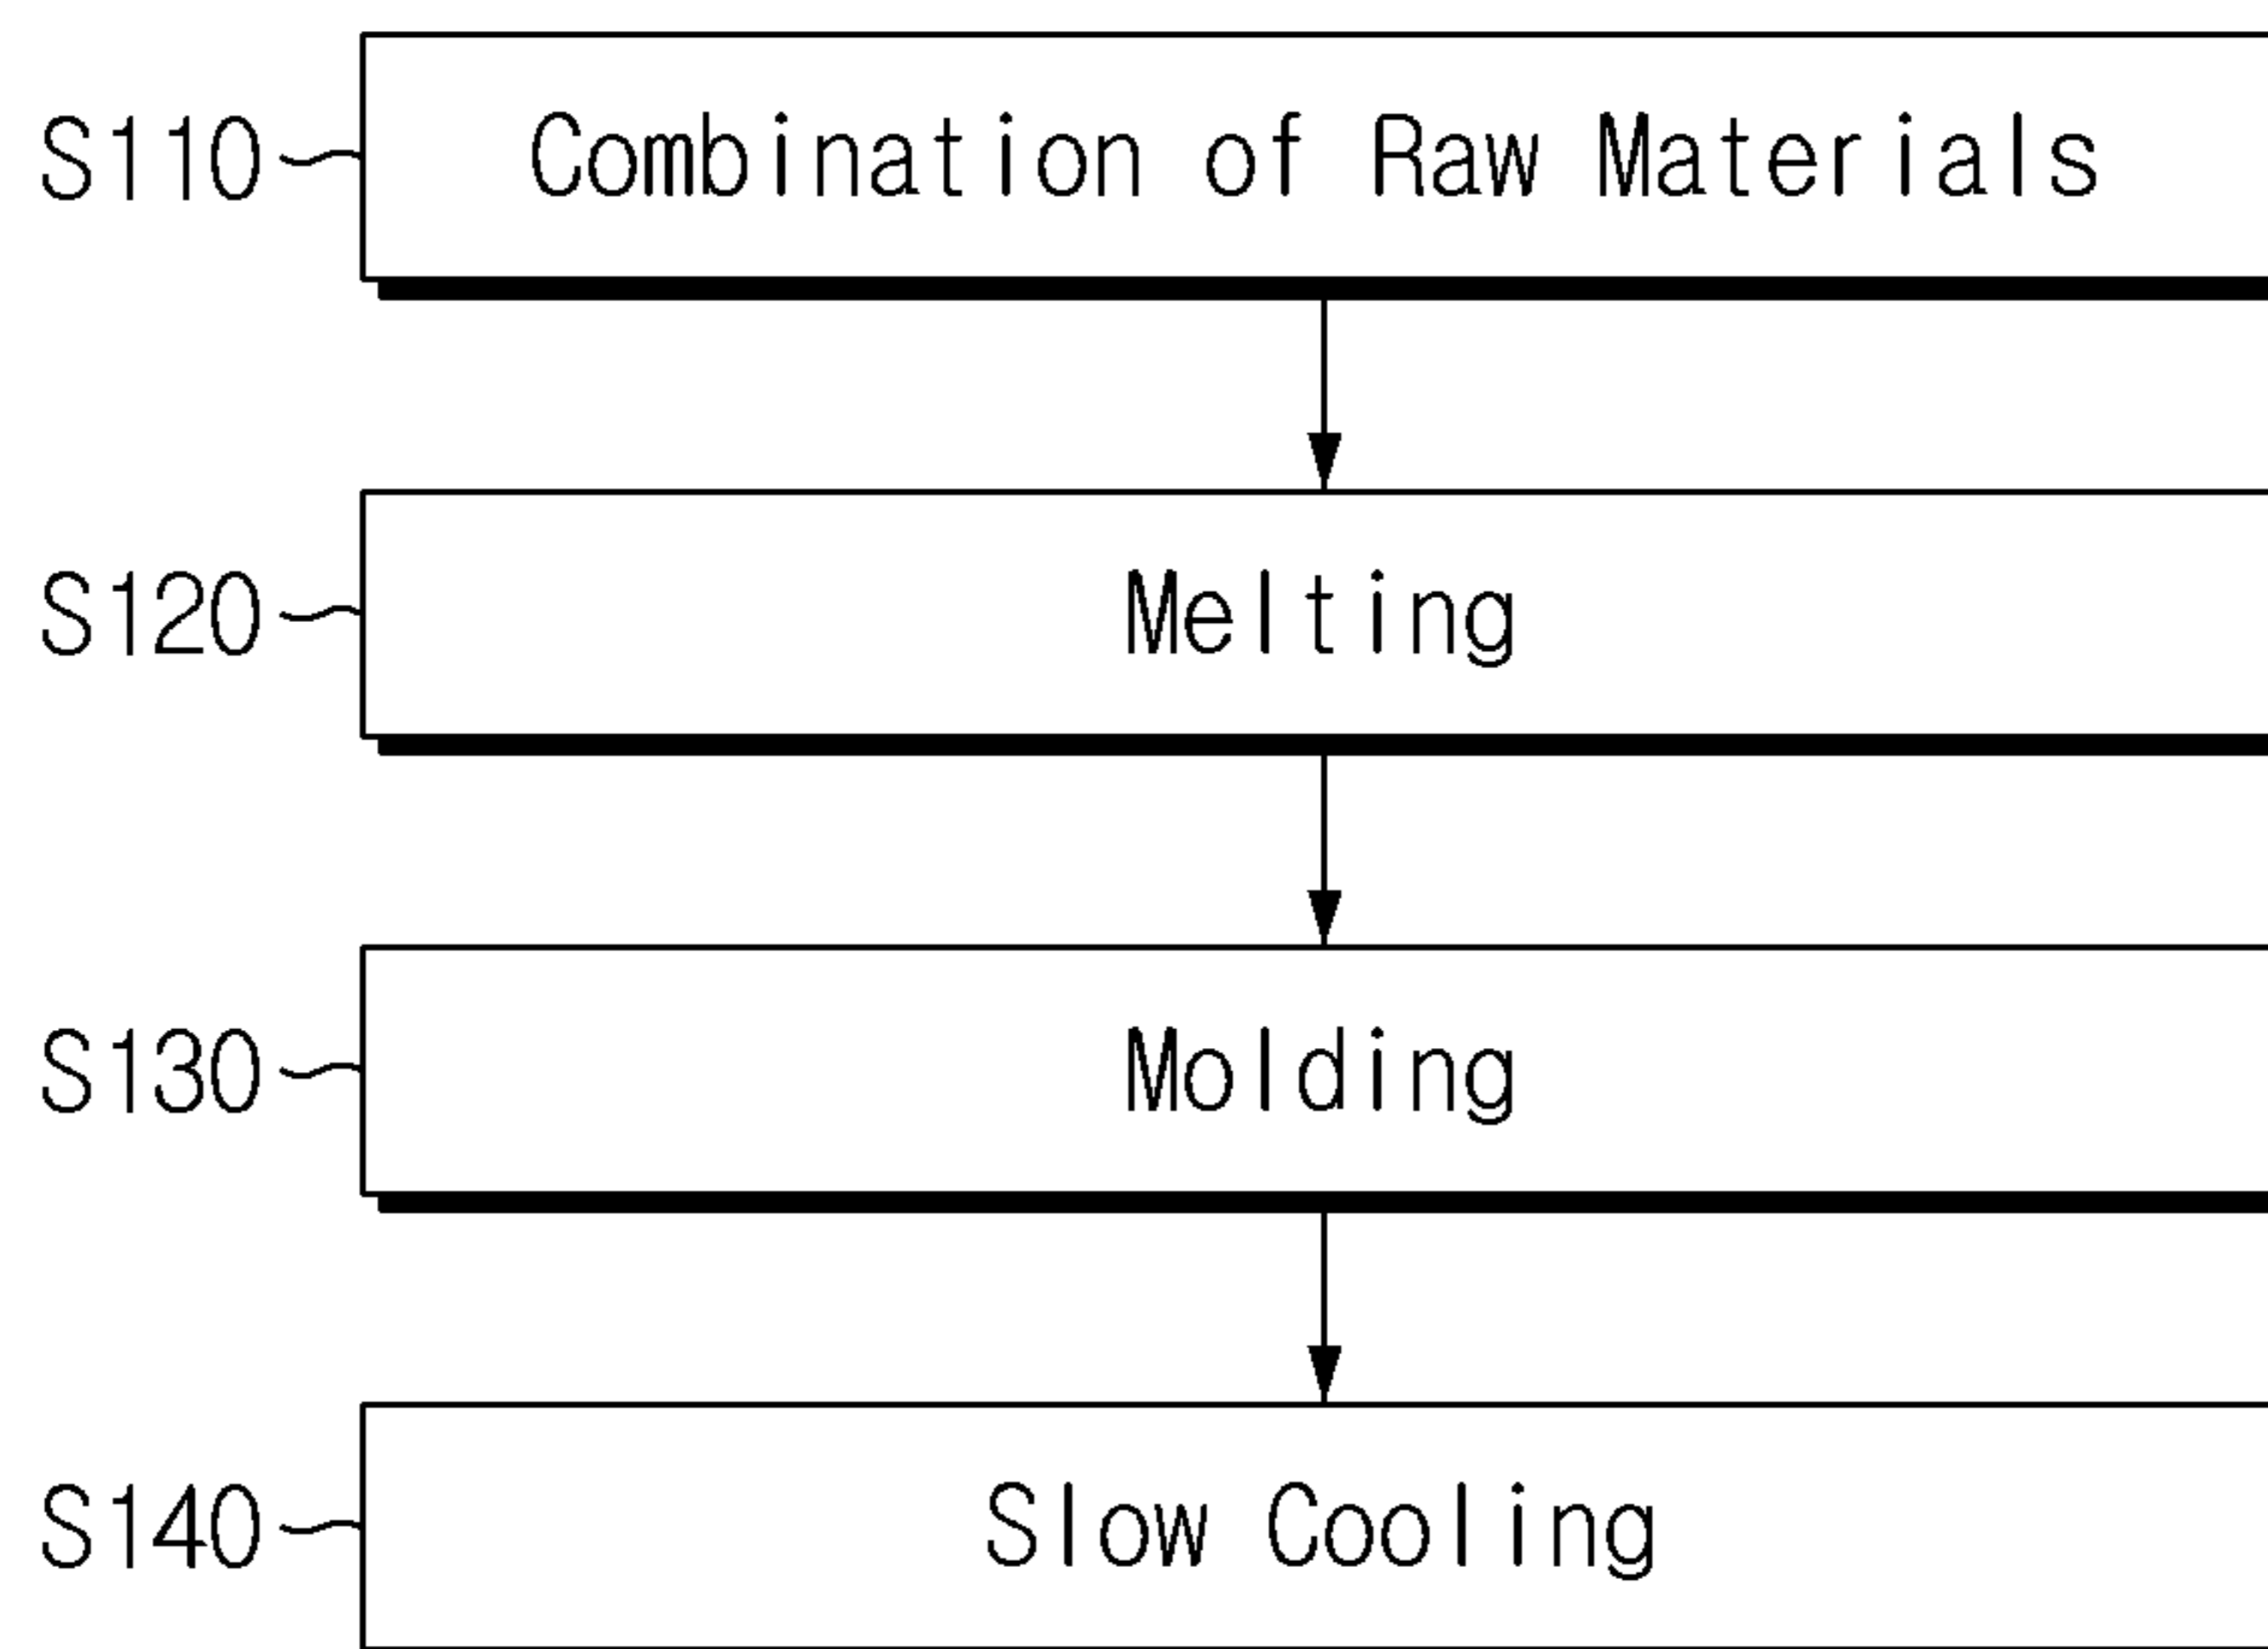 S110 Combination of Raw Materials
S120 Melting
S130 Molding
S140 Slow Cooling